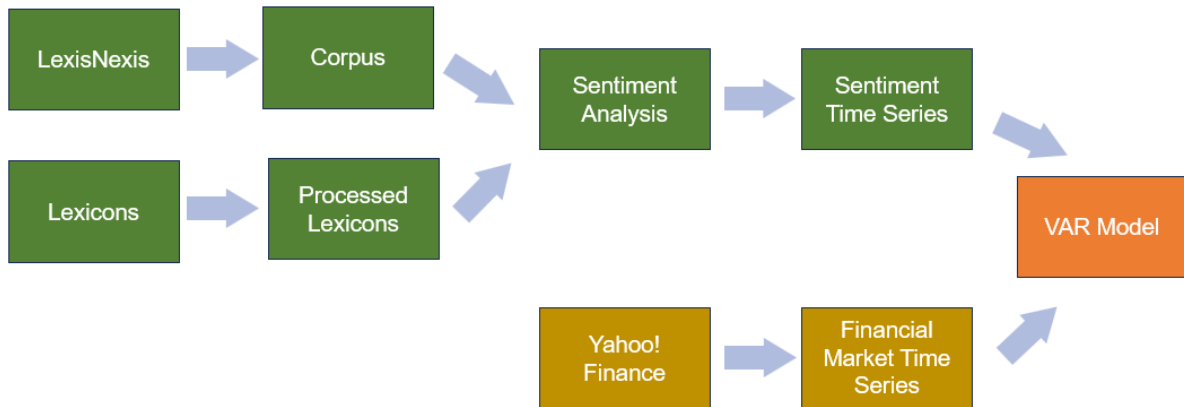 LexisNexis
Corpus
Sentiment
Analysis
Sentiment
Time Series
Lexicons
Processed
Lexicons
VAR Model
Yahoo!
Finance
Financial
Market Time
Series